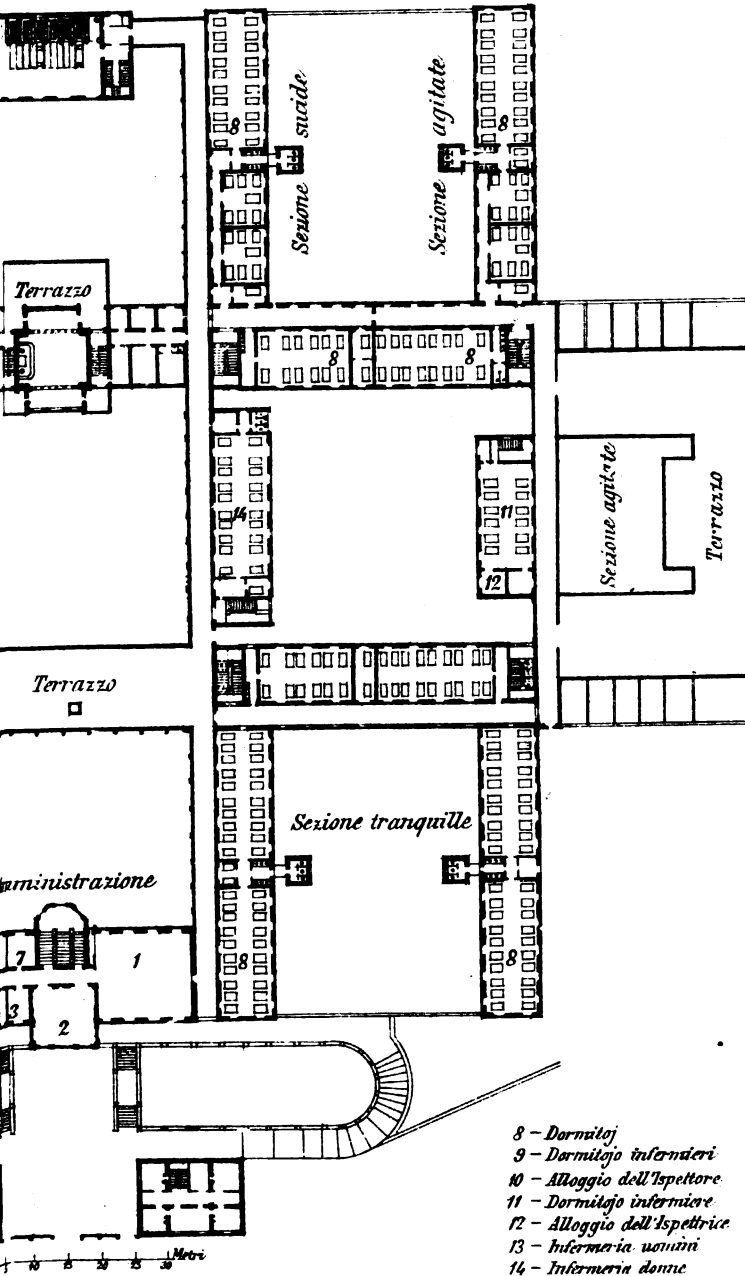 8
sucide
Sezione
agitate
Sezione
8
Terrazzo
8
8
14
11
12
Sezione agitate
Terrazzo
Terrazzo
Sezione tranquille
mministrazione
7
1
3
2
8
8
8 – Dormitoj
9 – Dormitojo infermieri
10 – Alloggio dell'Ispettore
11 – Dormitojo infermiere
12 – Alloggio dell'Ispettrice
13 – Infermeria uomini
14 – Infermeria donne
10 15 20 25 30 Metri